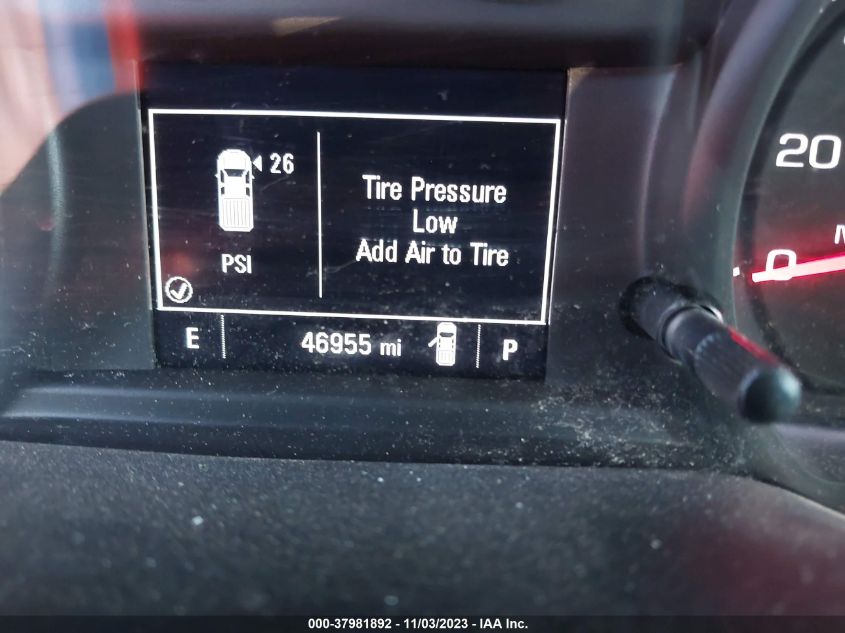 26
Tire Pressure
Low
Add Air to Tire
PSI
E 46955 mi P
20
0
000-37981892 - 11/03/2023 - IAA Inc.